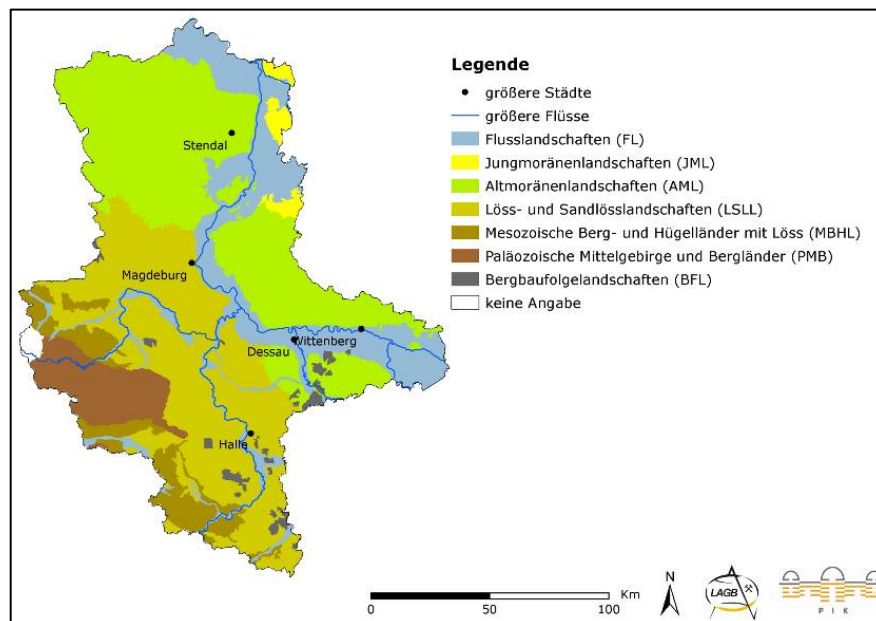 Legende
größere Städte
größere Flüsse
Flusslandschaften (FL)
Jungmoränenlandschaften (JML)
Altmoränenlandschaften (AML)
Löss- und Sandlösslandschaften (LSLL)
Mesozoische Berg- und Hügelländer mit Löss (MBHL)
Paläozoische Mittelgebirge und Bergländer (PMB)
Bergbaufolgelandschaften (BFL)
keine Angabe
Stendal
Magdeburg
Dessau
Wittenberg
Halle
Km
0
50
100
N
LAGB
PIK